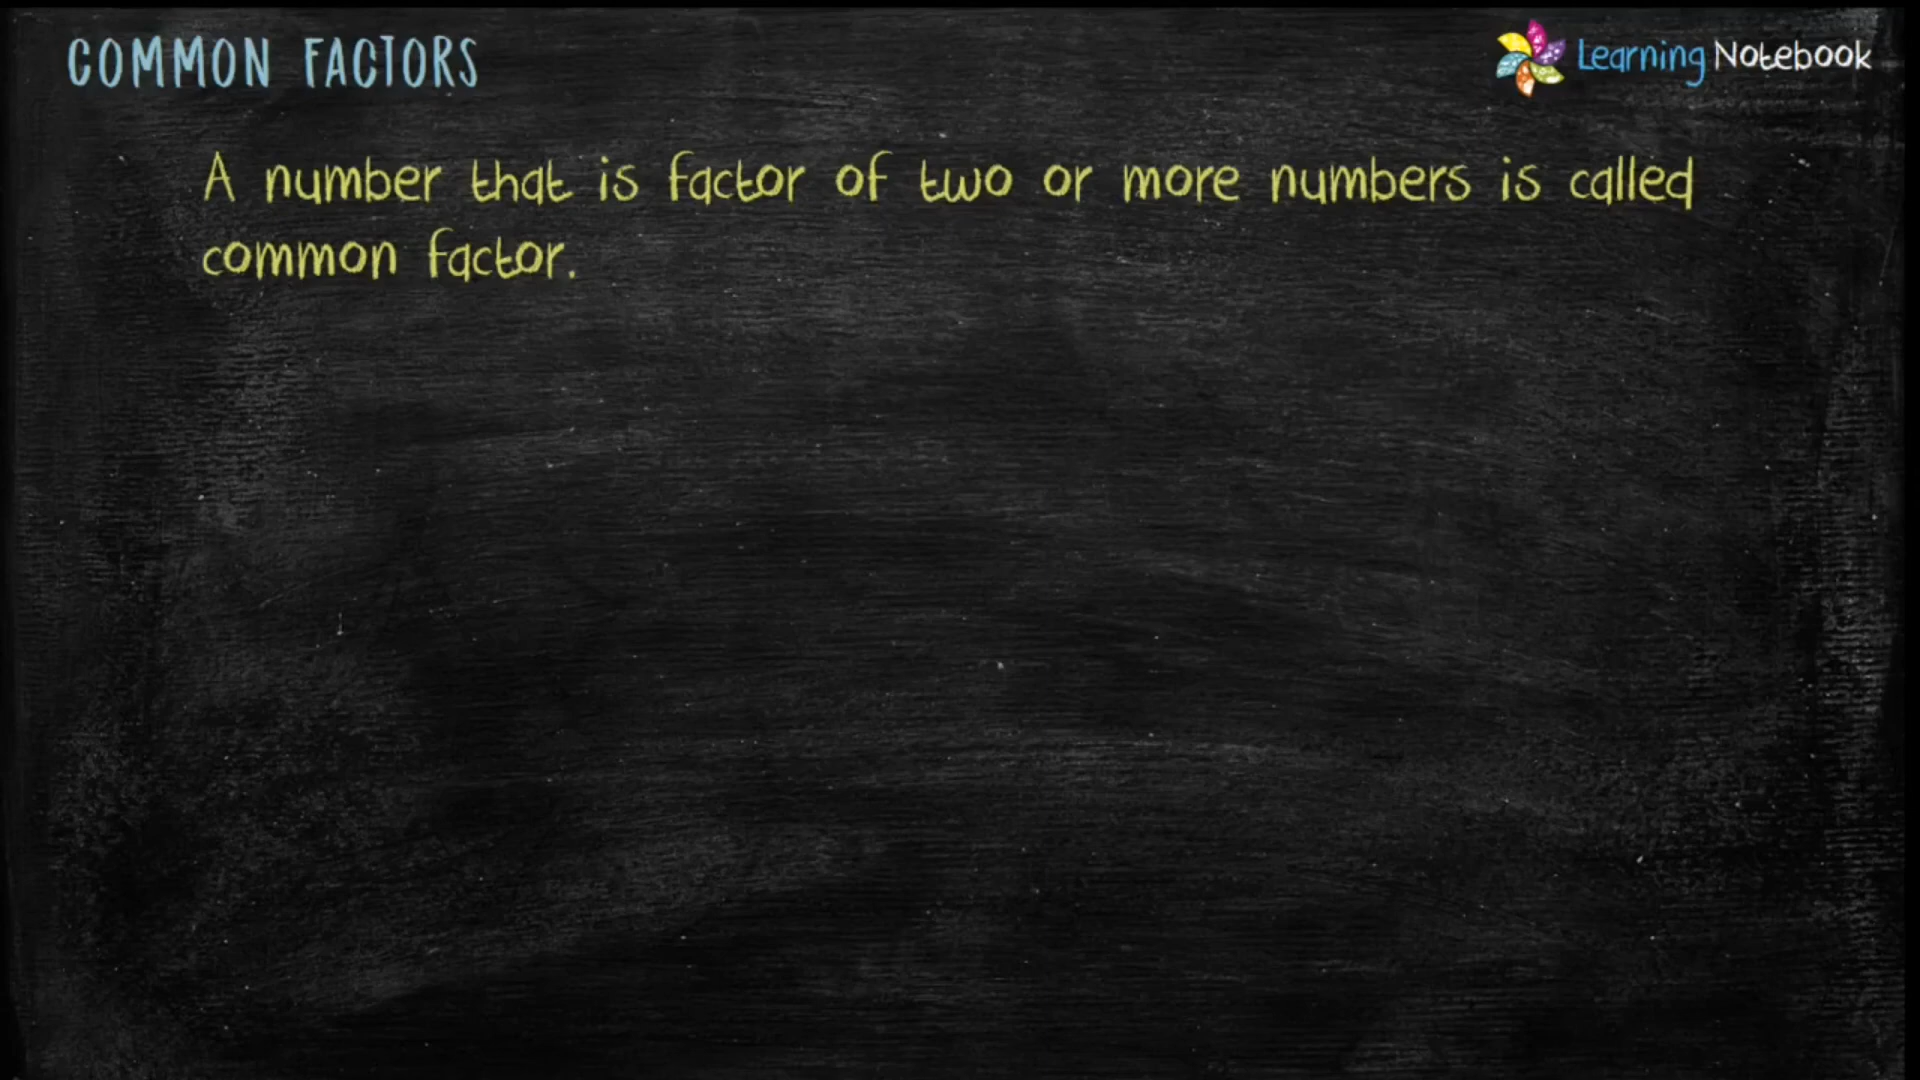 COMMON FACTORS
Learning Notebook
A number that is factor of two or more numbers is called
common factor.